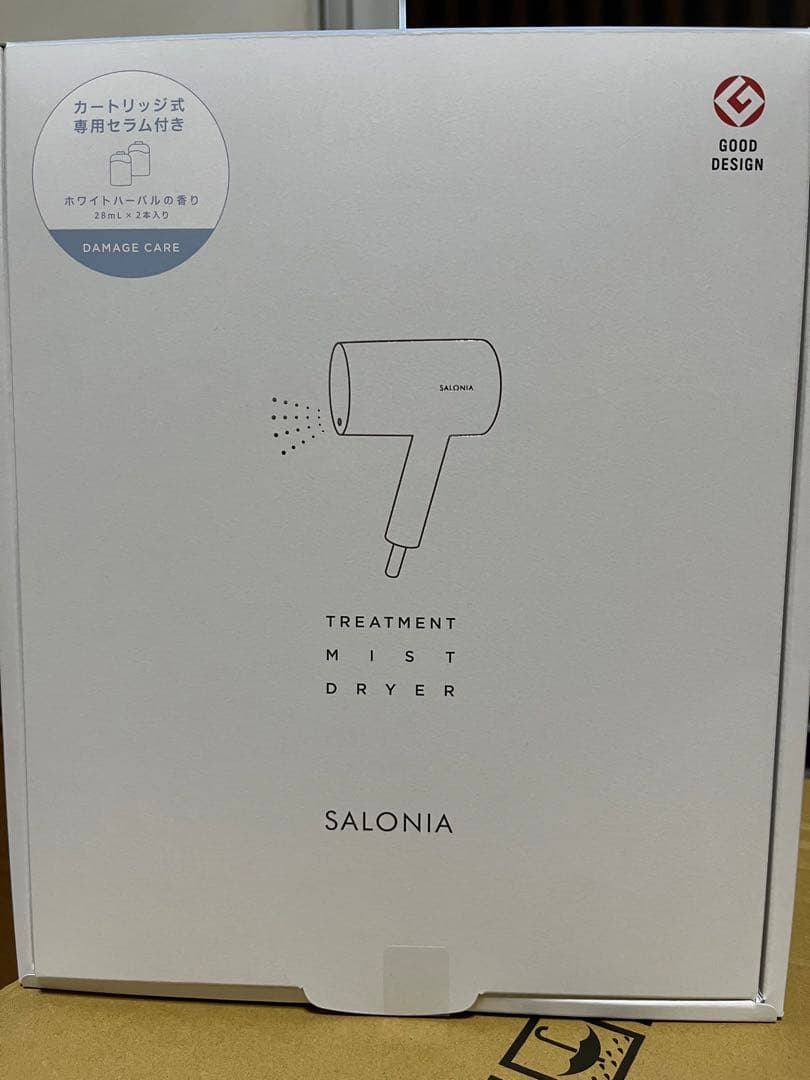 カートリッジ式
専用セラム付き
ホワイトハーバルの香り
28mL×2本入り
DAMAGE CARE
GOOD
DESIGN
SALONIA
TREATMENT
MIST
DRYER
SALONIA